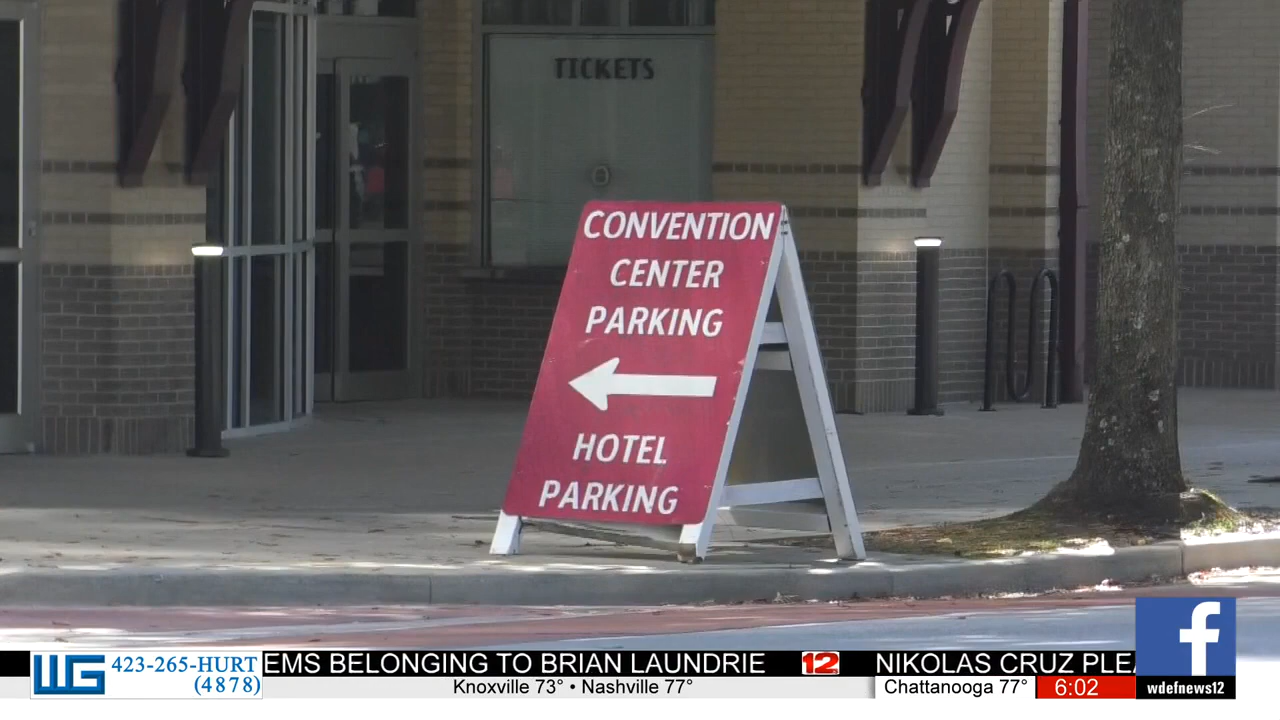 TICKETS
CONVENTION
CENTER
PARKING
HOTEL
PARKING
WG
423-265-HURT
(4878)
EMS BELONGING TO BRIAN LAUNDRIE
12
NIKOLAS CRUZ PLEA
Knoxville 73° • Nashville 77°
Chattanooga 77°
6:02
f
wdefnews12